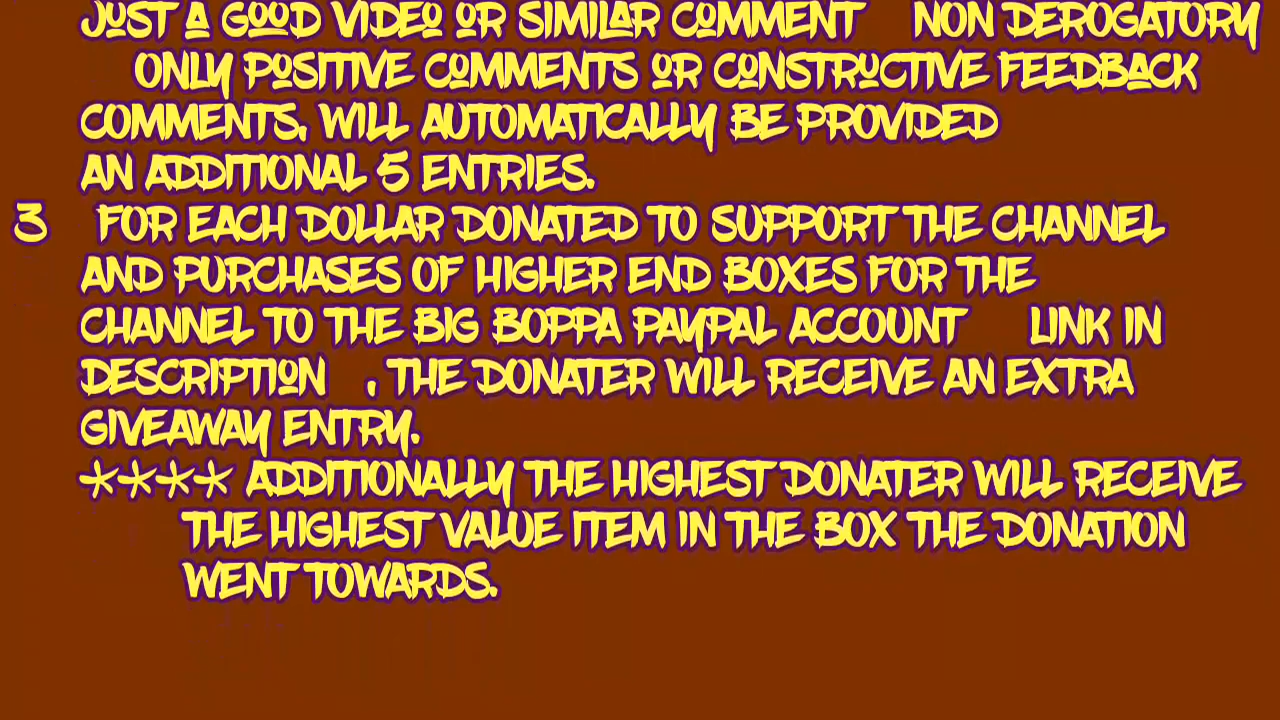 JUST A GOOD VIDEO OR SIMILAR COMMENT NON DEROGATORY
ONLY POSITIVE COMMENTS OR CONSTRUCTIVE FEEDBACK
COMMENTS, WILL AUTOMATICALLY BE PROVIDED
AN ADDITIONAL 5 ENTRIES.
3 FOR EACH DOLLAR DONATED TO SUPPORT THE CHANNEL
AND PURCHASES OF HIGHER END BOXES FOR THE
CHANNEL TO THE BIG BOPPA PAYPAL ACCOUNT LINK IN
DESCRIPTION , THE DONATER WILL RECEIVE AN EXTRA
GIVEAWAY ENTRY.
**** ADDITIONALLY THE HIGHEST DONATER WILL RECEIVE
THE HIGHEST VALUE ITEM IN THE BOX THE DONATION
WENT TOWARDS.